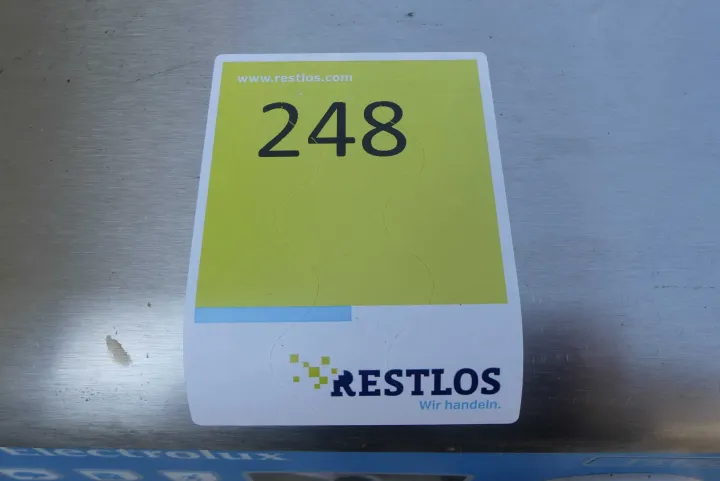 www.restlos.com
248
RESTLOS
Wir handeln.
Electrolux